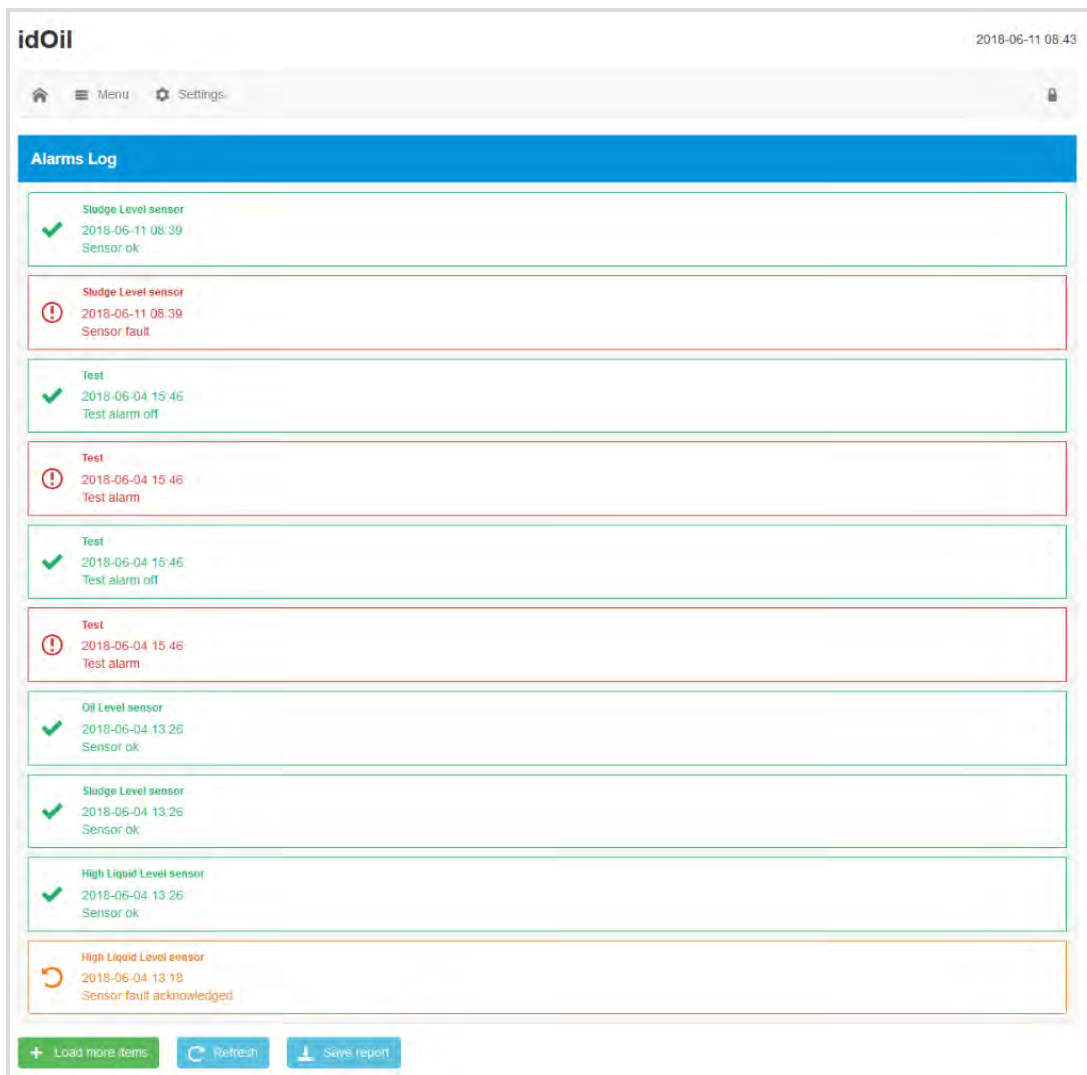 idOil
2018-06-11 08:43
Menu Settings
Alarms Log
Sludge Level sensor
2018-06-11 08:39
Sensor ok
Sludge Level sensor
2018-06-11 08:39
Sensor fault
Test
2018-06-04 15:46
Test alarm off
Test
2018-06-04 15:46
Test alarm
Test
2018-06-04 15:46
Test alarm off
Test
2018-06-04 15:46
Test alarm
Oil Level sensor
2018-06-04 13:26
Sensor ok
Sludge Level sensor
2018-06-04 13:26
Sensor ok
High Liquid Level sensor
2018-06-04 13:26
Sensor ok
High Liquid Level sensor
2018-06-04 13:18
Sensor fault acknowledged
Load more items Refresh Save report